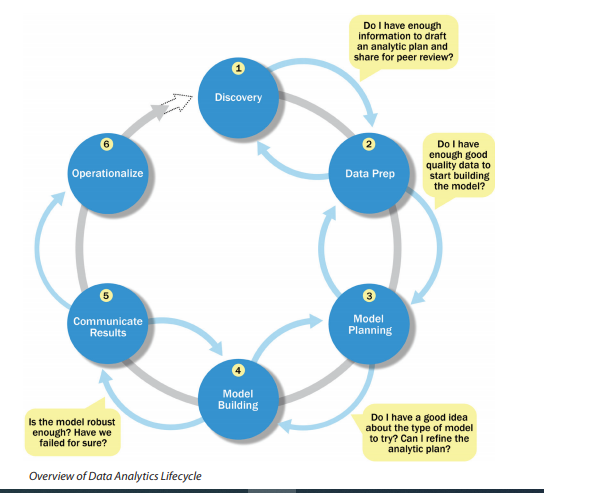 Do I have enough
information to draft
an analytic plan and
share for peer review?
1
Discovery
2
Data Prep
Do I have
enough good
quality data to
start building
the model?
3
Model
Planning
Do I have a good idea
about the type of model
to try? Can I refine the
analytic plan?
4
Model
Building
Is the model robust
enough? Have we
failed for sure?
5
Communicate
Results
6
Operationalize
Overview of Data Analytics Lifecycle